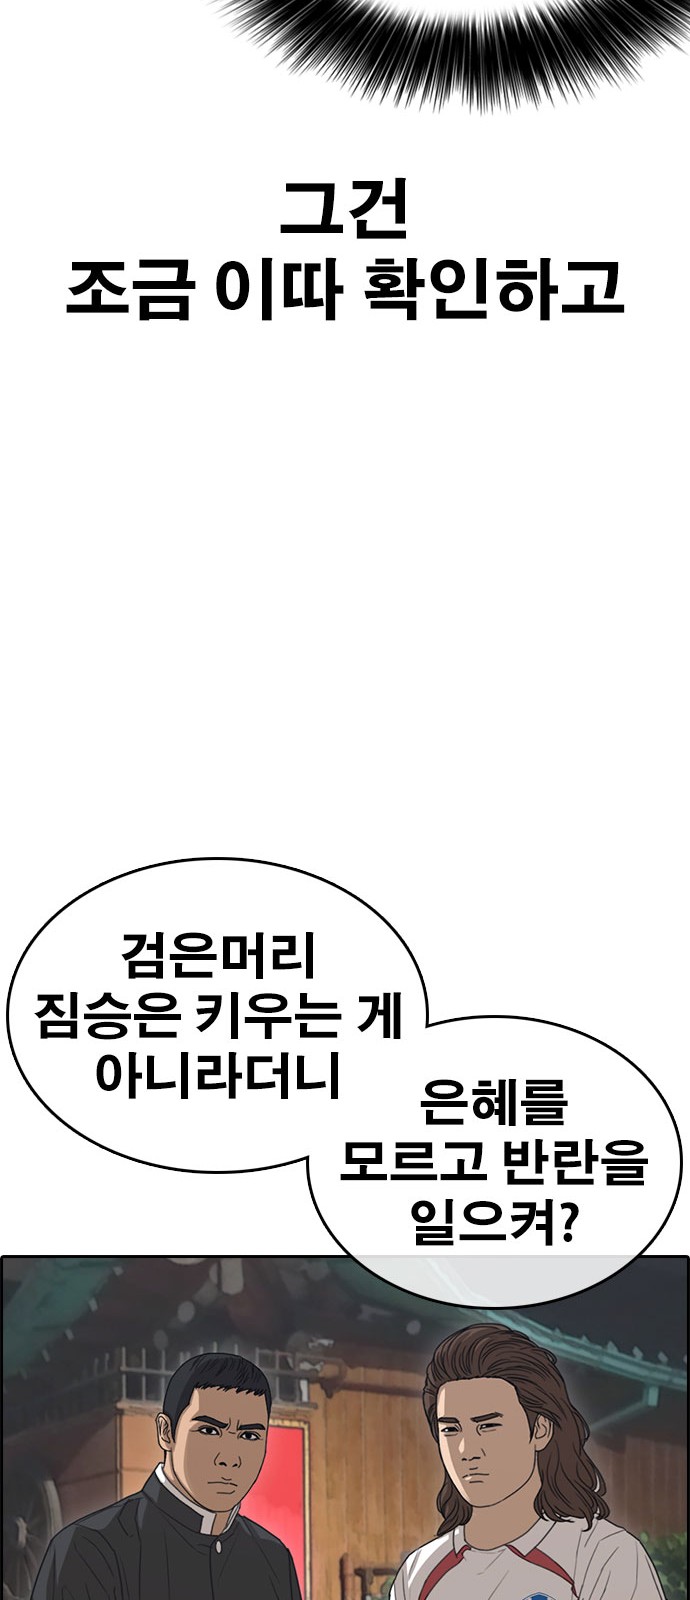 그건
조금 이따 확인하고
검은머리
짐승은 키우는 게
아니라더니
은혜를
모르고 반란을
일으켜?